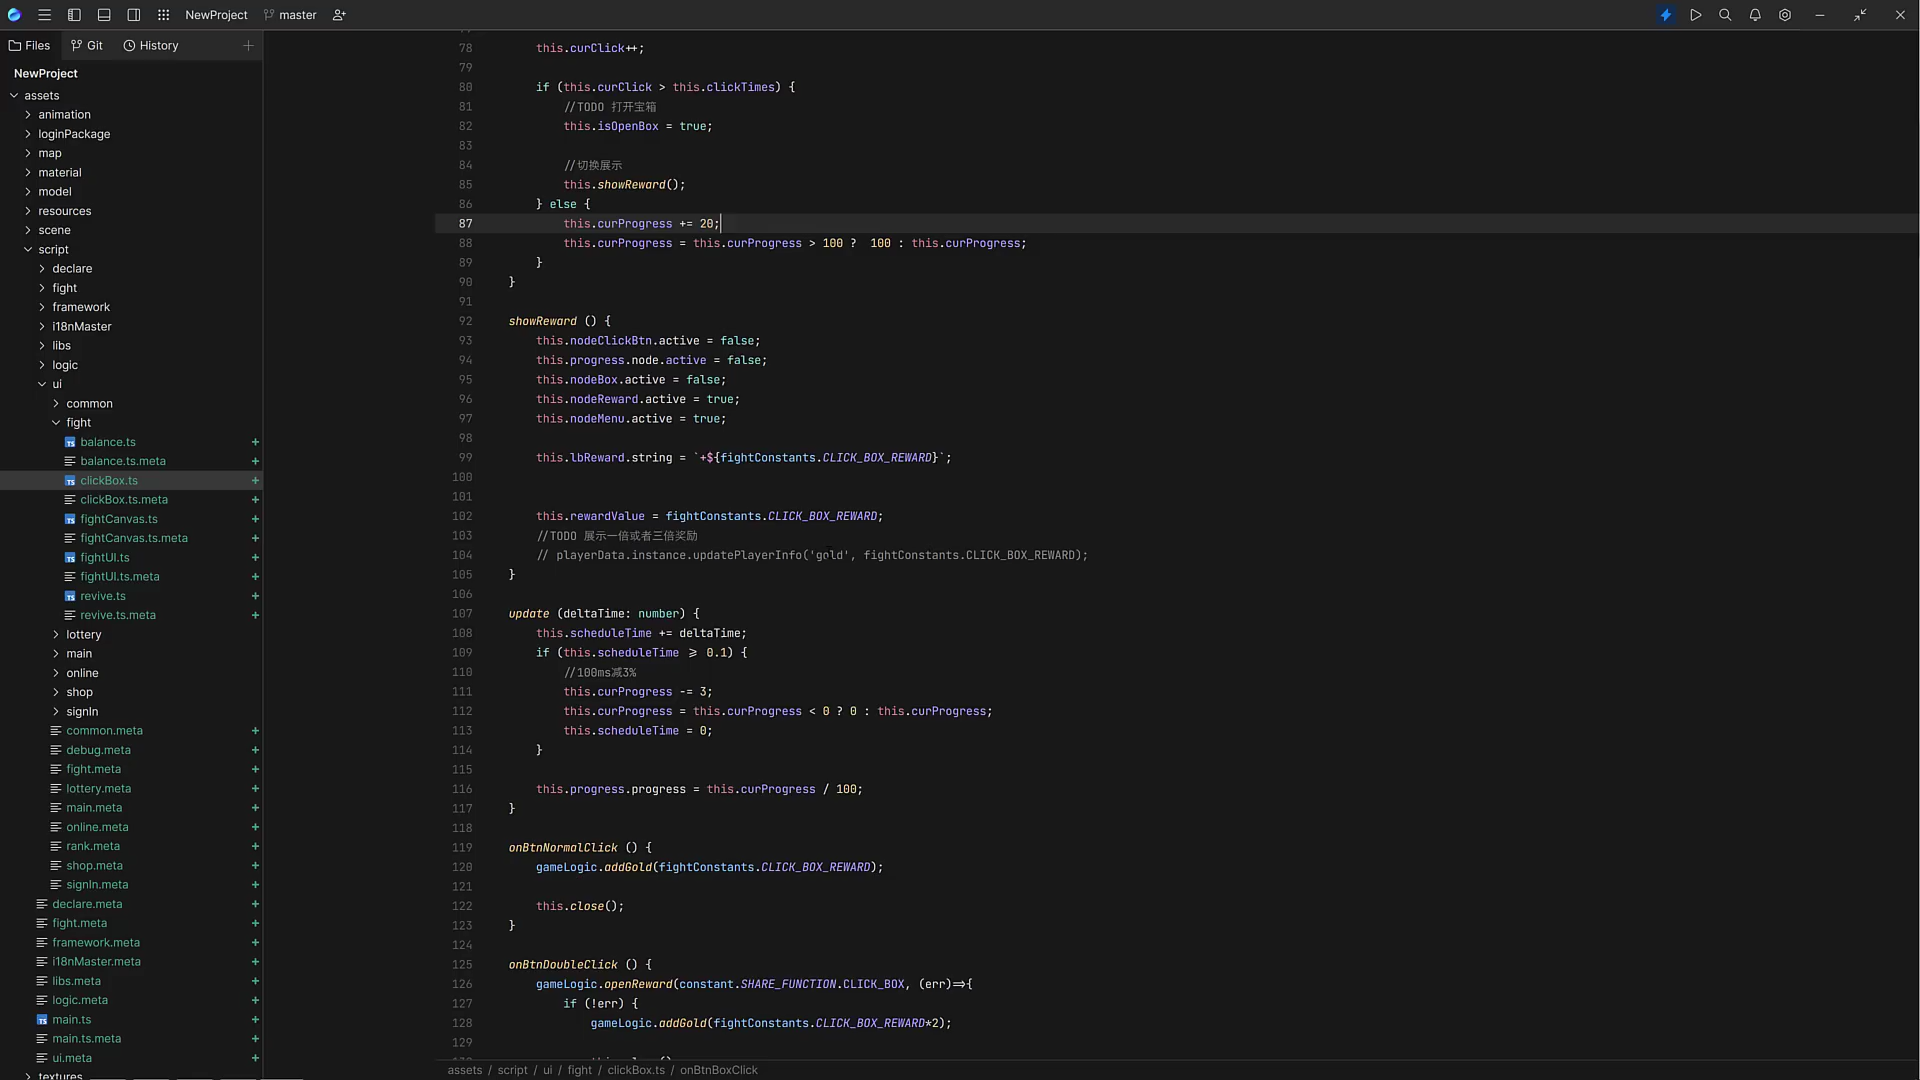 NewProject
master
Files
Git
History
NewProject
assets
animation
loginPackage
map
material
model
resources
scene
script
declare
fight
framework
i18nMaster
libs
logic
ui
common
fight
balance.ts
balance.ts.meta
clickBox.ts
clickBox.ts.meta
fightCanvas.ts
fightCanvas.ts.meta
fightUI.ts
fightUI.ts.meta
revive.ts
revive.ts.meta
lottery
main
online
shop
signIn
common.meta
debug.meta
fight.meta
lottery.meta
main.meta
online.meta
rank.meta
shop.meta
signIn.meta
declare.meta
fight.meta
framework.meta
i18nMaster.meta
libs.meta
logic.meta
main.ts
main.ts.meta
ui.meta
textures
78 this.curClick++;
79
80 if (this.curClick > this.clickTimes) {
81 //TODO 打开宝箱
82 this.isOpenBox = true;
83
84 //切换展示
85 this.showReward();
86 } else {
87 this.curProgress += 20;
88 this.curProgress = this.curProgress > 100 ?  100 : this.curProgress;
89 }
90 }
91
92 showReward () {
93 this.nodeClickBtn.active = false;
94 this.progress.node.active = false;
95 this.nodeBox.active = false;
96 this.nodeReward.active = true;
97 this.nodeMenu.active = true;
98
99 this.lbReward.string = `+${fightConstants.CLICK_BOX_REWARD}`;
100
101
102 this.rewardValue = fightConstants.CLICK_BOX_REWARD;
103 //TODO 展示一倍或者三倍奖励
104 // playerData.instance.updatePlayerInfo('gold', fightConstants.CLICK_BOX_REWARD);
105 }
106
107 update (deltaTime: number) {
108 this.scheduleTime += deltaTime;
109 if (this.scheduleTime >= 0.1) {
110 //100ms减3%
111 this.curProgress -= 3;
112 this.curProgress = this.curProgress < 0 ? 0 : this.curProgress;
113 this.scheduleTime = 0;
114 }
115
116 this.progress.progress = this.curProgress / 100;
117 }
118
119 onBtnNormalClick () {
120 gameLogic.addGold(fightConstants.CLICK_BOX_REWARD);
121
122 this.close();
123 }
124
125 onBtnDoubleClick () {
126 gameLogic.openReward(constant.SHARE_FUNCTION.CLICK_BOX, (err)=>{
127 if (!err) {
128 gameLogic.addGold(fightConstants.CLICK_BOX_REWARD*2);
129
assets / script / ui / fight / clickBox.ts / onBtnBoxClick